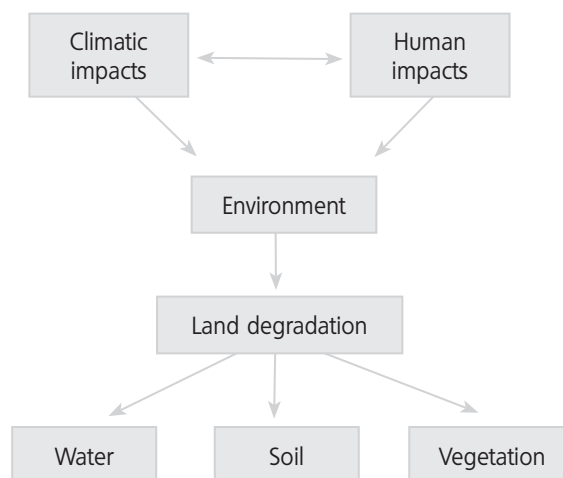 Climatic
impacts
Human
impacts
Environment
Land degradation
Water
Soil
Vegetation